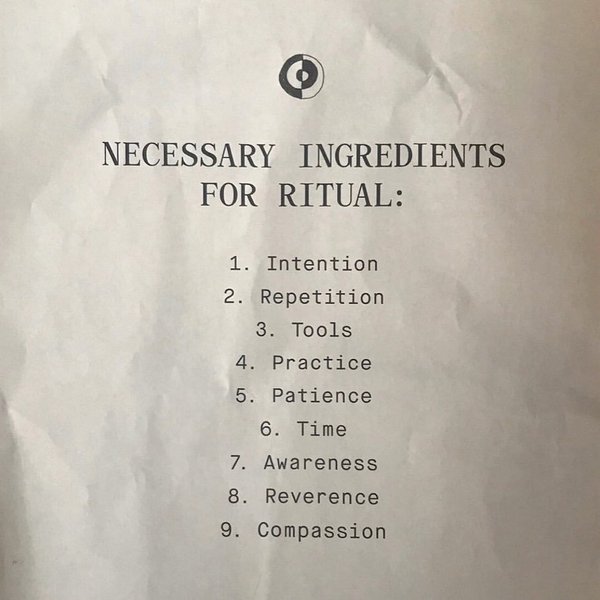 NECESSARY INGREDIENTS
FOR RITUAL:
1. Intention
2. Repetition
3. Tools
4. Practice
5. Patience
6. Time
7. Awareness
8. Reverence
9. Compassion